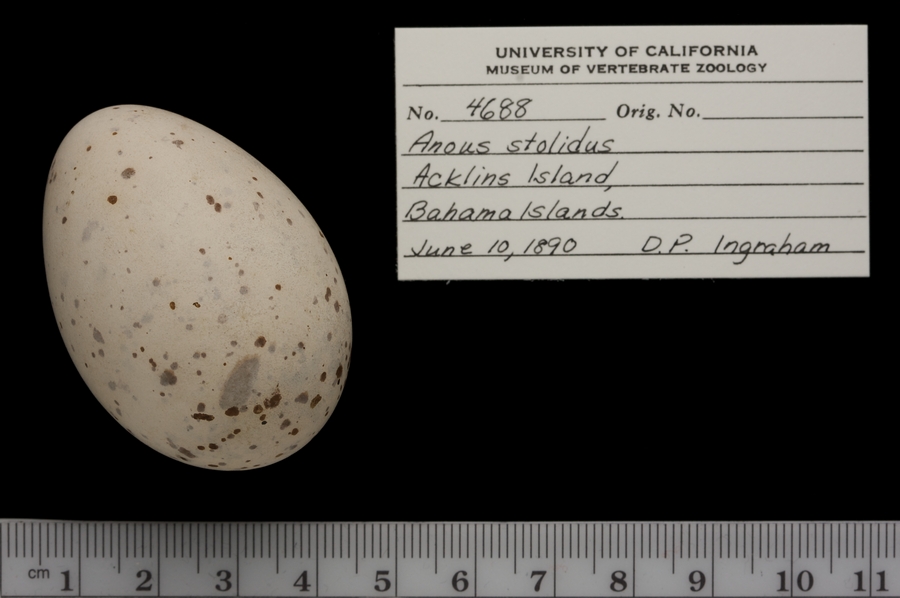 UNIVERSITY OF CALIFORNIA
MUSEUM OF VERTEBRATE ZOOLOGY
No. 4688 Orig. No.
Anous stolidus
Acklins Island,
Bahama Islands.
June 10, 1890 D.P. Ingraham
cm 1 2 3 4 5 6 7 8 9 10 11